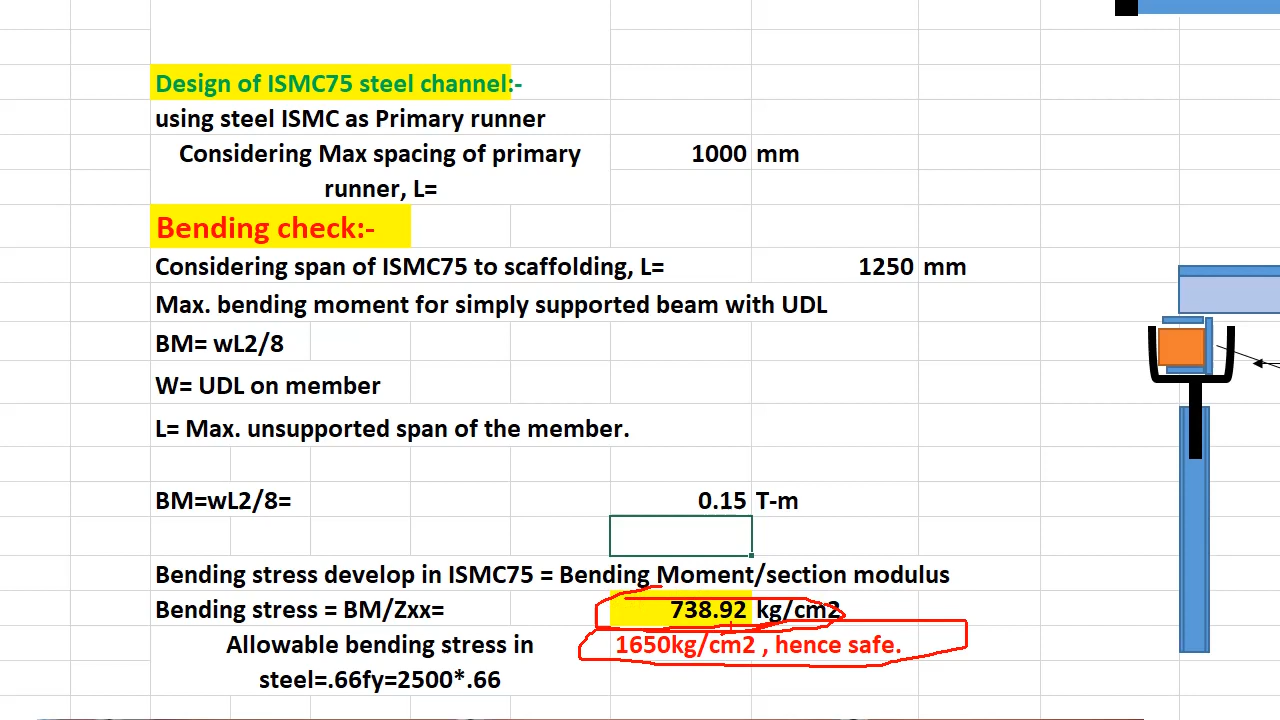 Design of ISMC75 steel channel:-
using steel ISMC as Primary runner
Considering Max spacing of primary runner, L= 1000 mm
Bending check:-
Considering span of ISMC75 to scaffolding, L= 1250 mm
Max. bending moment for simply supported beam with UDL
BM= wL2/8
W= UDL on member
L= Max. unsupported span of the member.
BM=wL2/8= 0.15 T-m
Bending stress develop in ISMC75 = Bending Moment/section modulus
Bending stress = BM/Zxx= 738.92 kg/cm2
Allowable bending stress in steel=.66fy=2500*.66 1650kg/cm2 , hence safe.